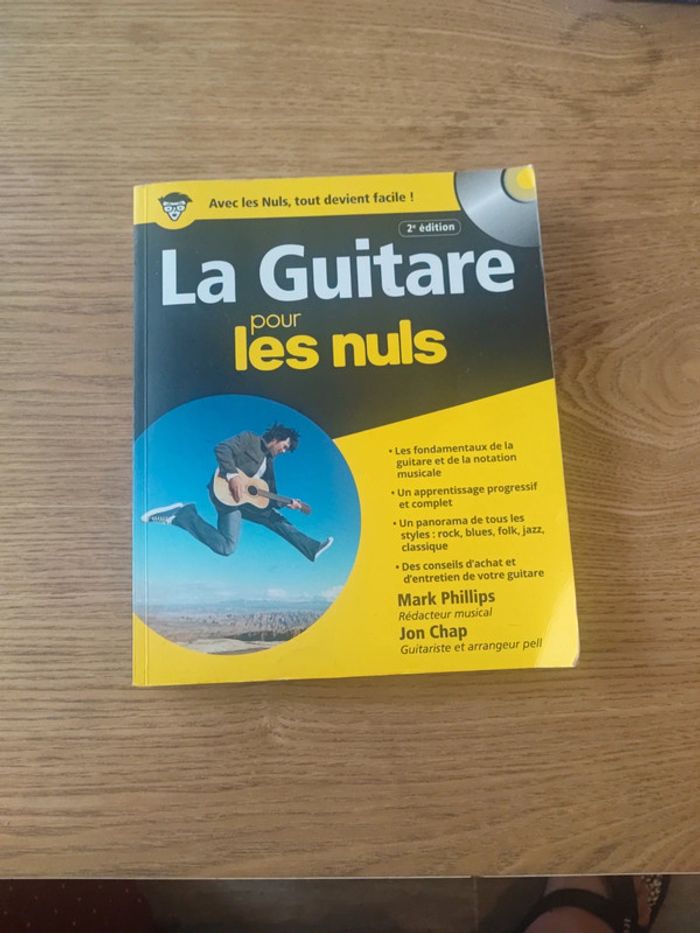 Avec les Nuls, tout devient facile !
2e édition
La Guitare
pour
les nuls
• Les fondamentaux de la
guitare et de la notation
musicale
• Un apprentissage progressif
et complet
• Un panorama de tous les
styles : rock, blues, folk, jazz,
classique
• Des conseils d'achat et
d'entretien de votre guitare
Mark Phillips
Rédacteur musical
Jon Chap
Guitariste et arrangeur pell